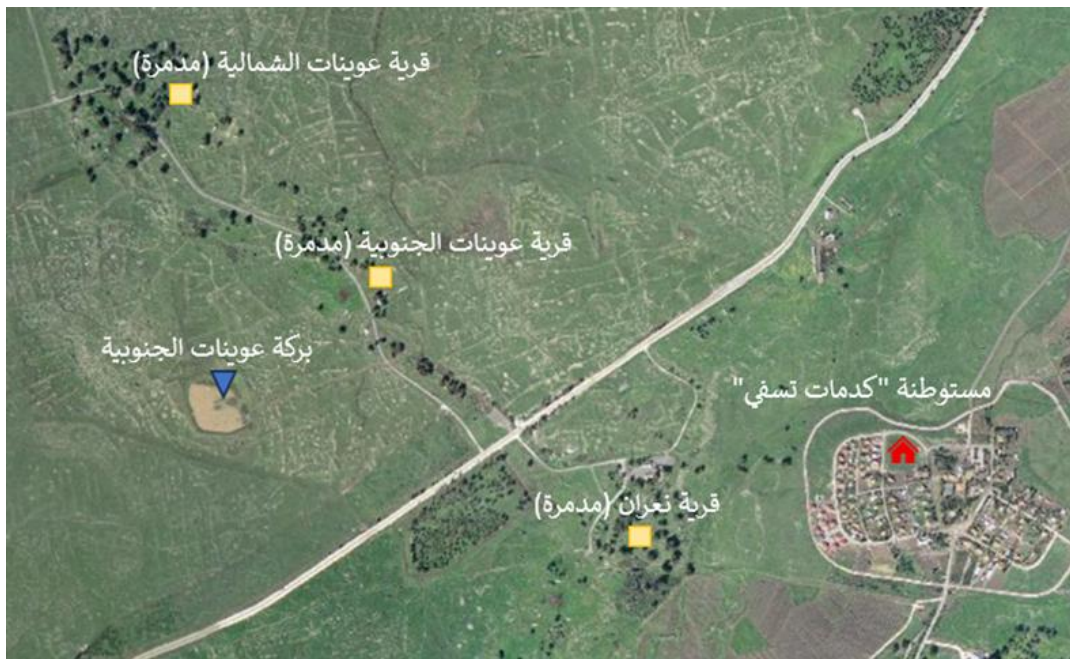 قرية عوينات الشمالية (مدمرة)
قرية عوينات الجنوبية (مدمرة)
بركة عوينات الجنوبية
مستوطنة "كدمات تسفي"
قرية نعران (مدمرة)